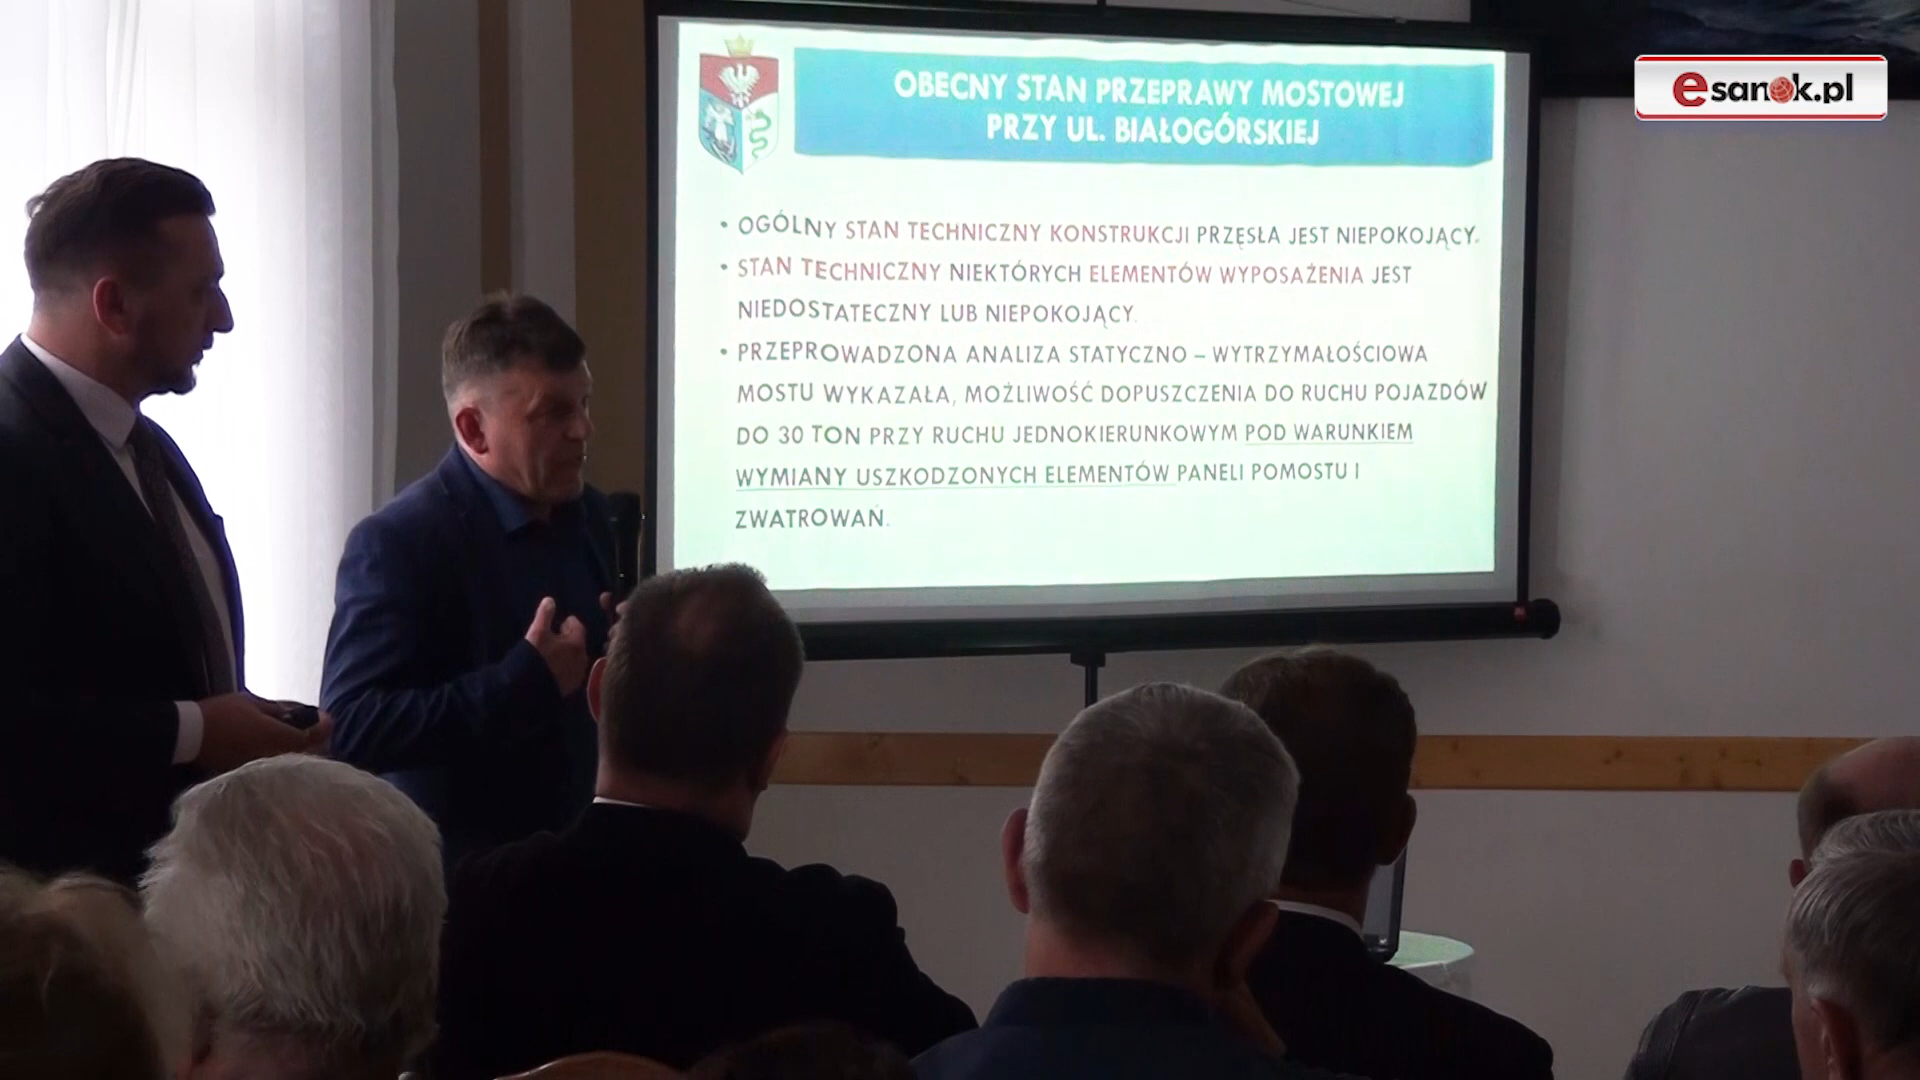 esanok.pl
OBECNY STAN PRZEPRAWY MOSTOWEJ
PRZY UL. BIAŁOGÓRSKIEJ
• OGÓLNY STAN TECHNICZNY KONSTRUKCJI PRZĘSŁA JEST NIEPOKOJĄCY.
• STAN TECHNICZNY NIEKTÓRYCH ELEMENTÓW WYPOSAŻENIA JEST
NIEDOSTATECZNY LUB NIEPOKOJĄCY.
• PRZEPROWADZONA ANALIZA STATYCZNO – WYTRZYMAŁOŚCIOWA
MOSTU WYKAZAŁA, MOŻLIWOŚĆ DOPUSZCZENIA DO RUCHU POJAZDÓW
DO 30 TON PRZY RUCHU JEDNOKIERUNKOWYM POD WARUNKIEM
WYMIANY USZKODZONYCH ELEMENTÓW PANELI POMOSTU I
ZWATROWAŃ.